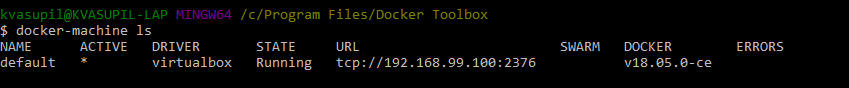 kvasupil@KVASUPIL-LAP MINGW64 /c/Program Files/Docker Toolbox
$ docker-machine ls
NAME ACTIVE DRIVER STATE URL SWARM DOCKER ERRORS
default * virtualbox Running tcp://192.168.99.100:2376 v18.05.0-ce